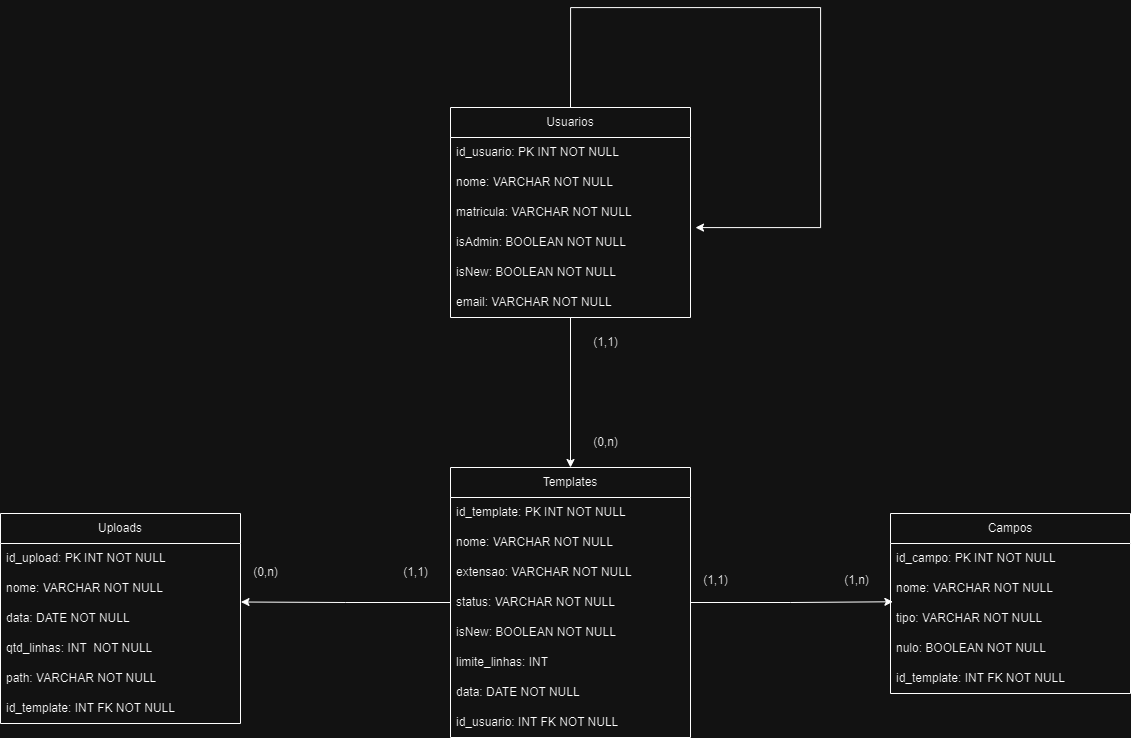 Usuarios
id_usuario: PK INT NOT NULL
nome: VARCHAR NOT NULL
matricula: VARCHAR NOT NULL
isAdmin: BOOLEAN NOT NULL
isNew: BOOLEAN NOT NULL
email: VARCHAR NOT NULL
(1,1)
(0,n)
Templates
id_template: PK INT NOT NULL
nome: VARCHAR NOT NULL
extensao: VARCHAR NOT NULL
status: VARCHAR NOT NULL
isNew: BOOLEAN NOT NULL
limite_linhas: INT
data: DATE NOT NULL
id_usuario: INT FK NOT NULL
Uploads
id_upload: PK INT NOT NULL
nome: VARCHAR NOT NULL
data: DATE NOT NULL
qtd_linhas: INT  NOT NULL
path: VARCHAR NOT NULL
id_template: INT FK NOT NULL
(0,n)
(1,1)
(1,1)
(1,n)
Campos
id_campo: PK INT NOT NULL
nome: VARCHAR NOT NULL
tipo: VARCHAR NOT NULL
nulo: BOOLEAN NOT NULL
id_template: INT FK NOT NULL